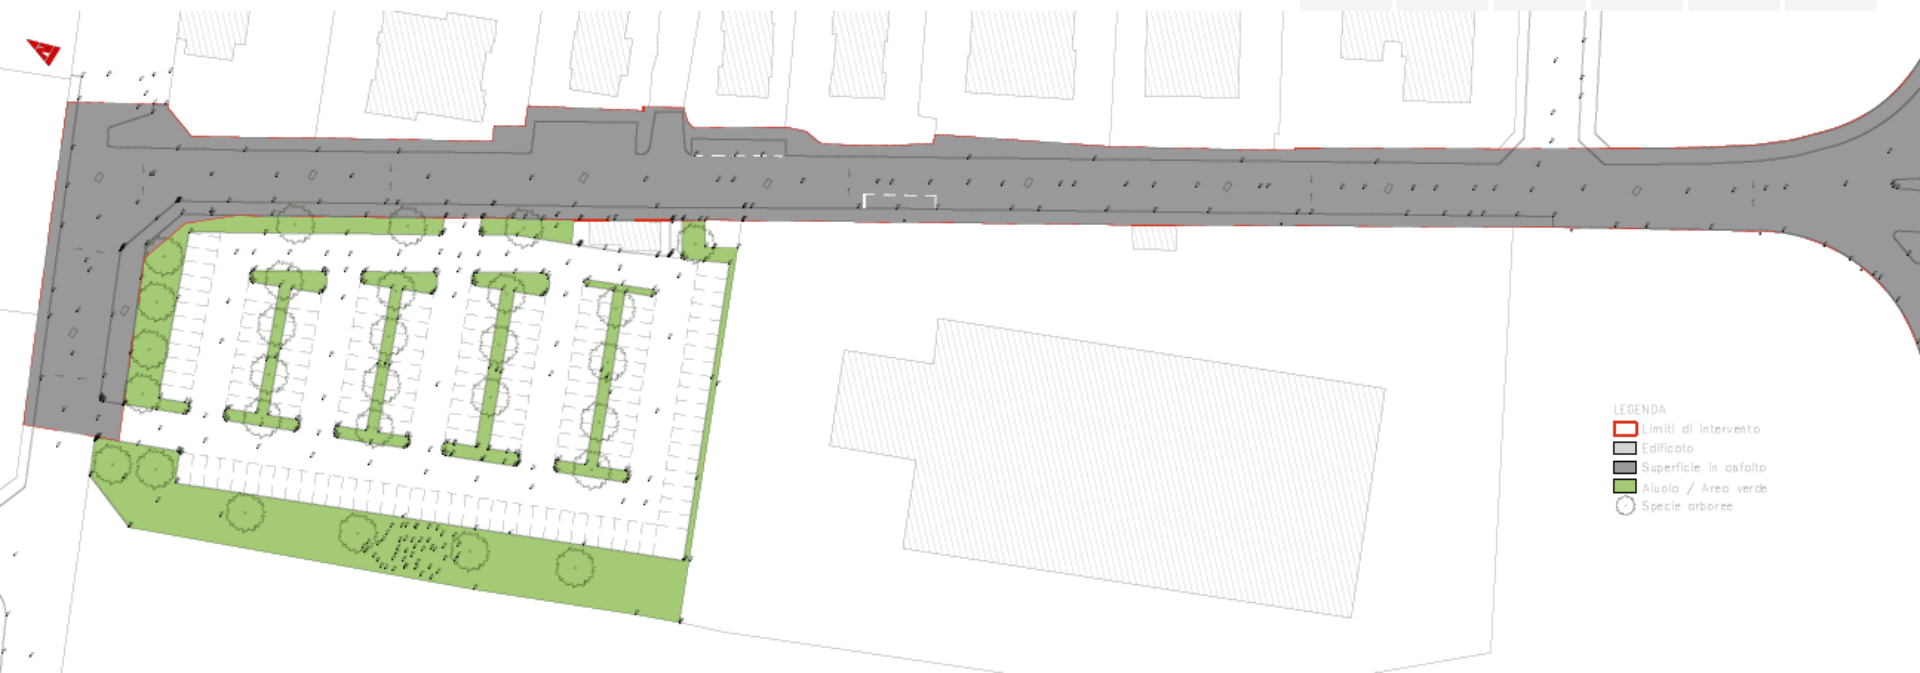 LEGENDA
Limiti di intervento
Edificato
Superficie in asfalto
Aiuola / Area verde
Specie arboree